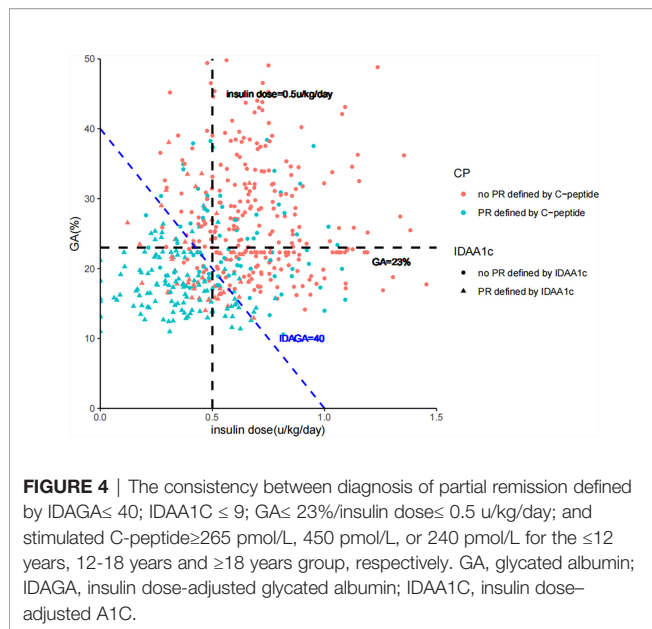 50
40
30
20
10
0
GA(%)
insulin dose=0.5u/kg/day
GA=23%
IDAGA=40
0.0
0.5
1.0
1.5
insulin dose(u/kg/day)
CP
no PR defined by C−peptide
PR defined by C−peptide
IDAA1c
no PR defined by IDAA1c
PR defined by IDAA1c
FIGURE 4 | The consistency between diagnosis of partial remission defined
by IDAGA≤ 40; IDAA1C ≤ 9; GA≤ 23%/insulin dose≤ 0.5 u/kg/day; and
stimulated C-peptide≥265 pmol/L, 450 pmol/L, or 240 pmol/L for the ≤12
years, 12-18 years and ≥18 years group, respectively. GA, glycated albumin;
IDAGA, insulin dose-adjusted glycated albumin; IDAA1C, insulin dose–
adjusted A1C.